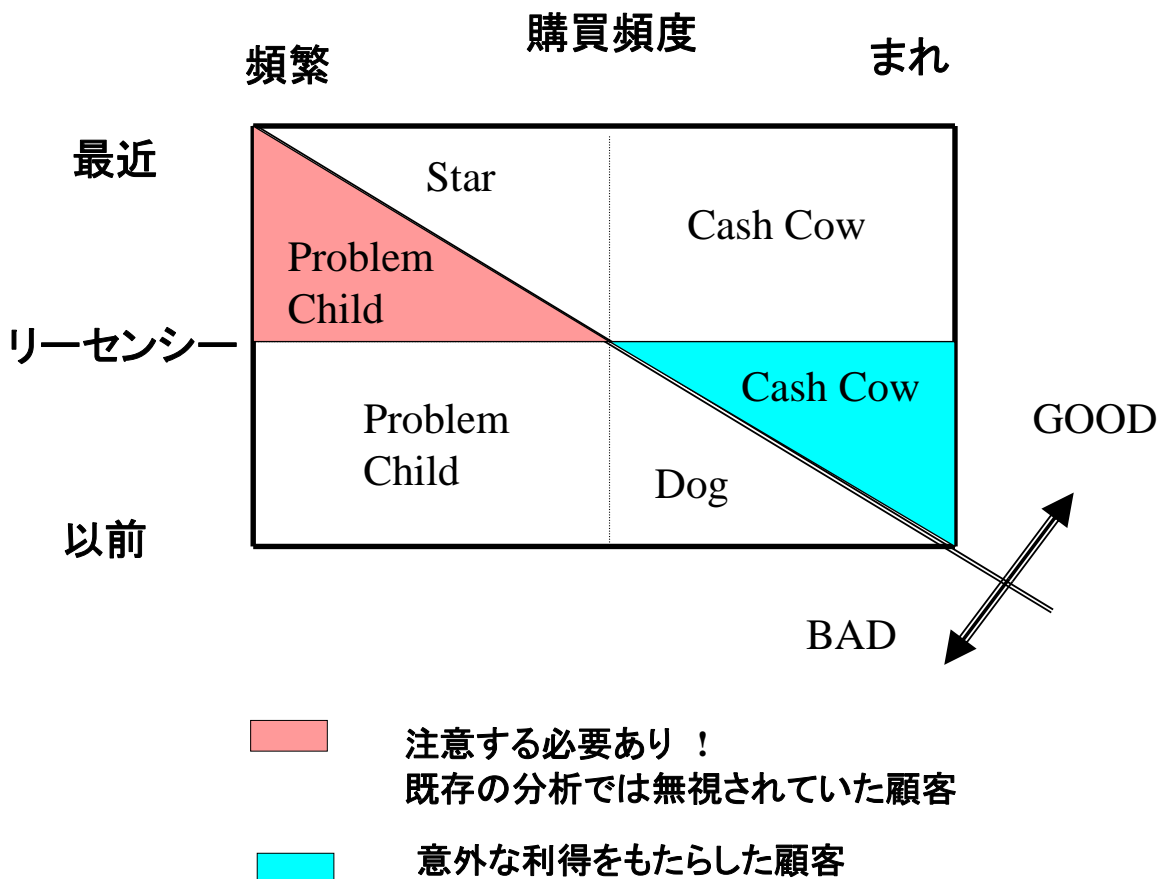 購買頻度
頻繁
まれ
最近
Star
Cash Cow
Problem
Child
リーセンシー
Cash Cow
GOOD
Problem
Child
Dog
以前
BAD
注意する必要あり !
既存の分析では無視されていた顧客
意外な利得をもたらした顧客